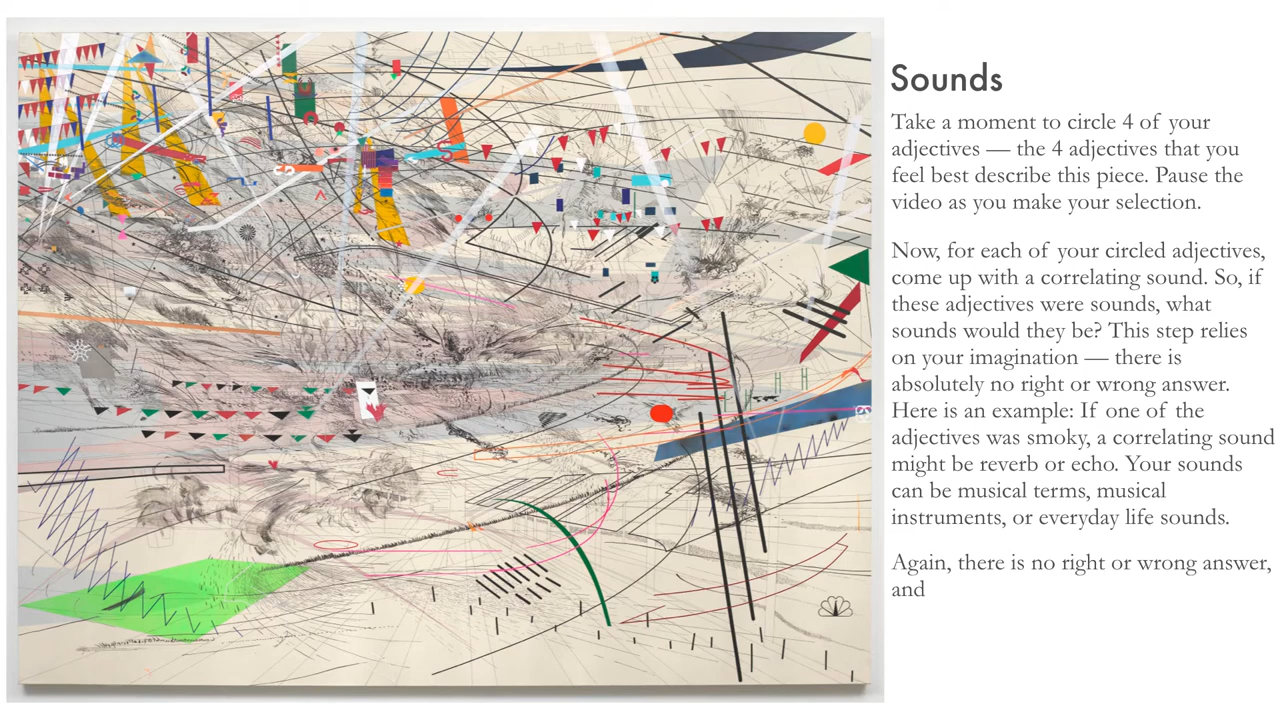 Sounds
Take a moment to circle 4 of your
adjectives — the 4 adjectives that you
feel best describe this piece. Pause the
video as you make your selection.
Now, for each of your circled adjectives,
come up with a correlating sound. So, if
these adjectives were sounds, what
sounds would they be? This step relies
on your imagination — there is
absolutely no right or wrong answer.
Here is an example: If one of the
adjectives was smoky, a correlating sound
might be reverb or echo. Your sounds
can be musical terms, musical
instruments, or everyday life sounds.
Again, there is no right or wrong answer,
and